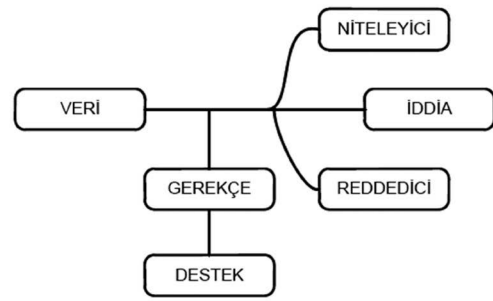 NİTELEYİCİ
VERİ
İDDİA
GEREKÇE
REDDEDİCİ
DESTEK